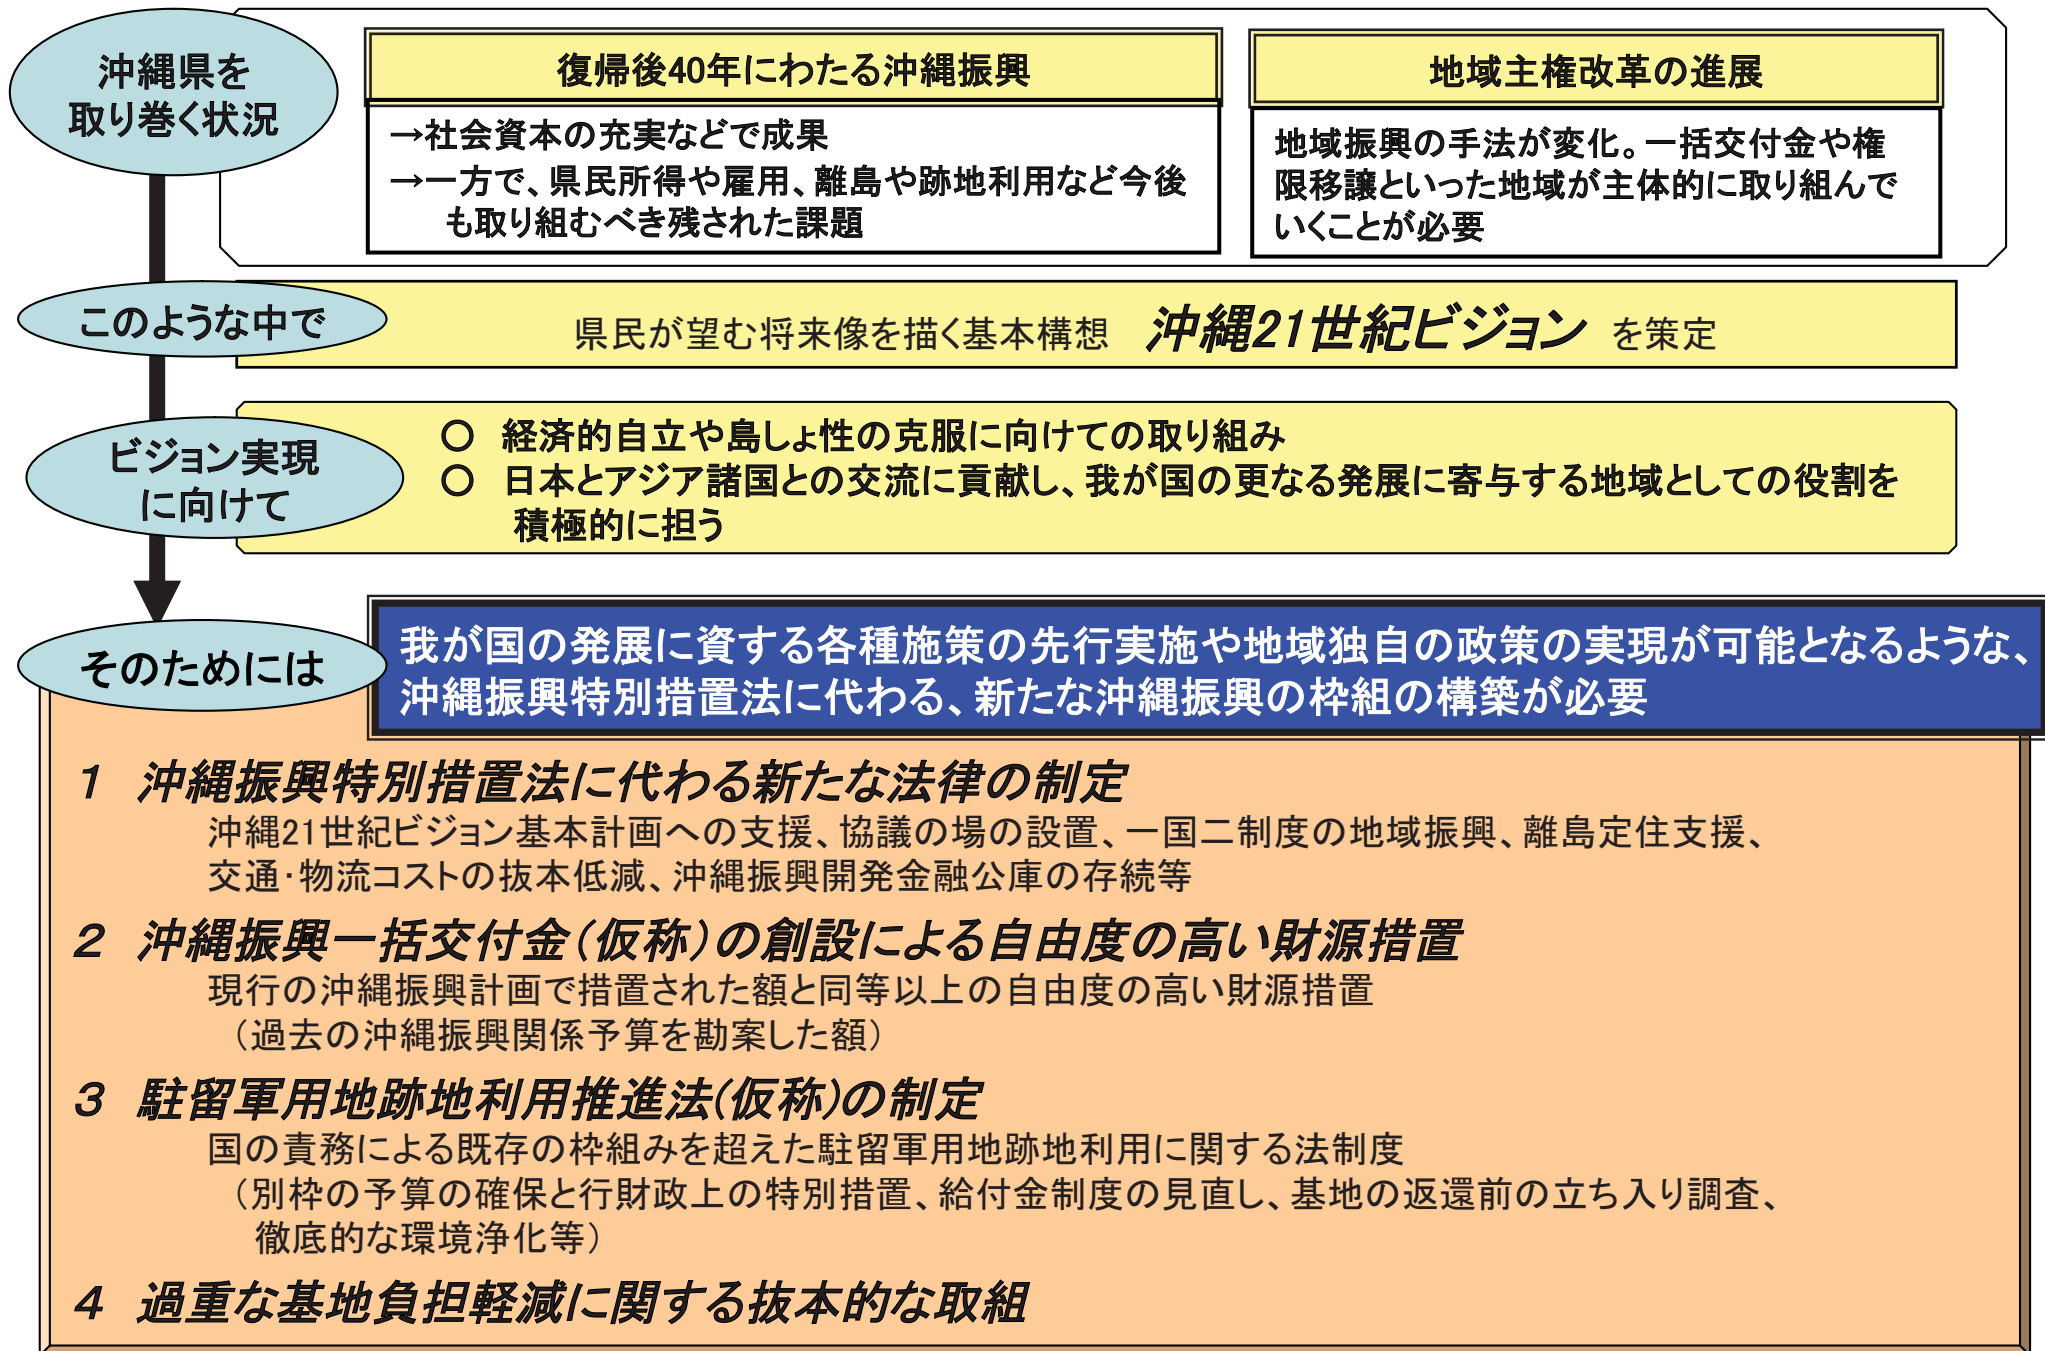 沖縄県を
取り巻く状況
復帰後40年にわたる沖縄振興
→社会資本の充実などで成果
→一方で、県民所得や雇用、離島や跡地利用など今後
も取り組むべき残された課題
地域主権改革の進展
地域振興の手法が変化。一括交付金や権
限移譲といった地域が主体的に取り組んで
いくことが必要
このような中で
県民が望む将来像を描く基本構想 沖縄21世紀ビジョン を策定
ビジョン実現
に向けて
○ 経済的自立や島しょ性の克服に向けての取り組み
○ 日本とアジア諸国との交流に貢献し、我が国の更なる発展に寄与する地域としての役割を
積極的に担う
そのためには
我が国の発展に資する各種施策の先行実施や地域独自の政策の実現が可能となるような、
沖縄振興特別措置法に代わる、新たな沖縄振興の枠組の構築が必要
1 沖縄振興特別措置法に代わる新たな法律の制定
沖縄21世紀ビジョン基本計画への支援、協議の場の設置、一国二制度の地域振興、離島定住支援、
交通・物流コストの抜本低減、沖縄振興開発金融公庫の存続等
2 沖縄振興一括交付金(仮称)の創設による自由度の高い財源措置
現行の沖縄振興計画で措置された額と同等以上の自由度の高い財源措置
(過去の沖縄振興関係予算を勘案した額)
3 駐留軍用地跡地利用推進法(仮称)の制定
国の責務による既存の枠組みを超えた駐留軍用地跡地利用に関する法制度
(別枠の予算の確保と行財政上の特別措置、給付金制度の見直し、基地の返還前の立ち入り調査、
徹底的な環境浄化等)
4 過重な基地負担軽減に関する抜本的な取組